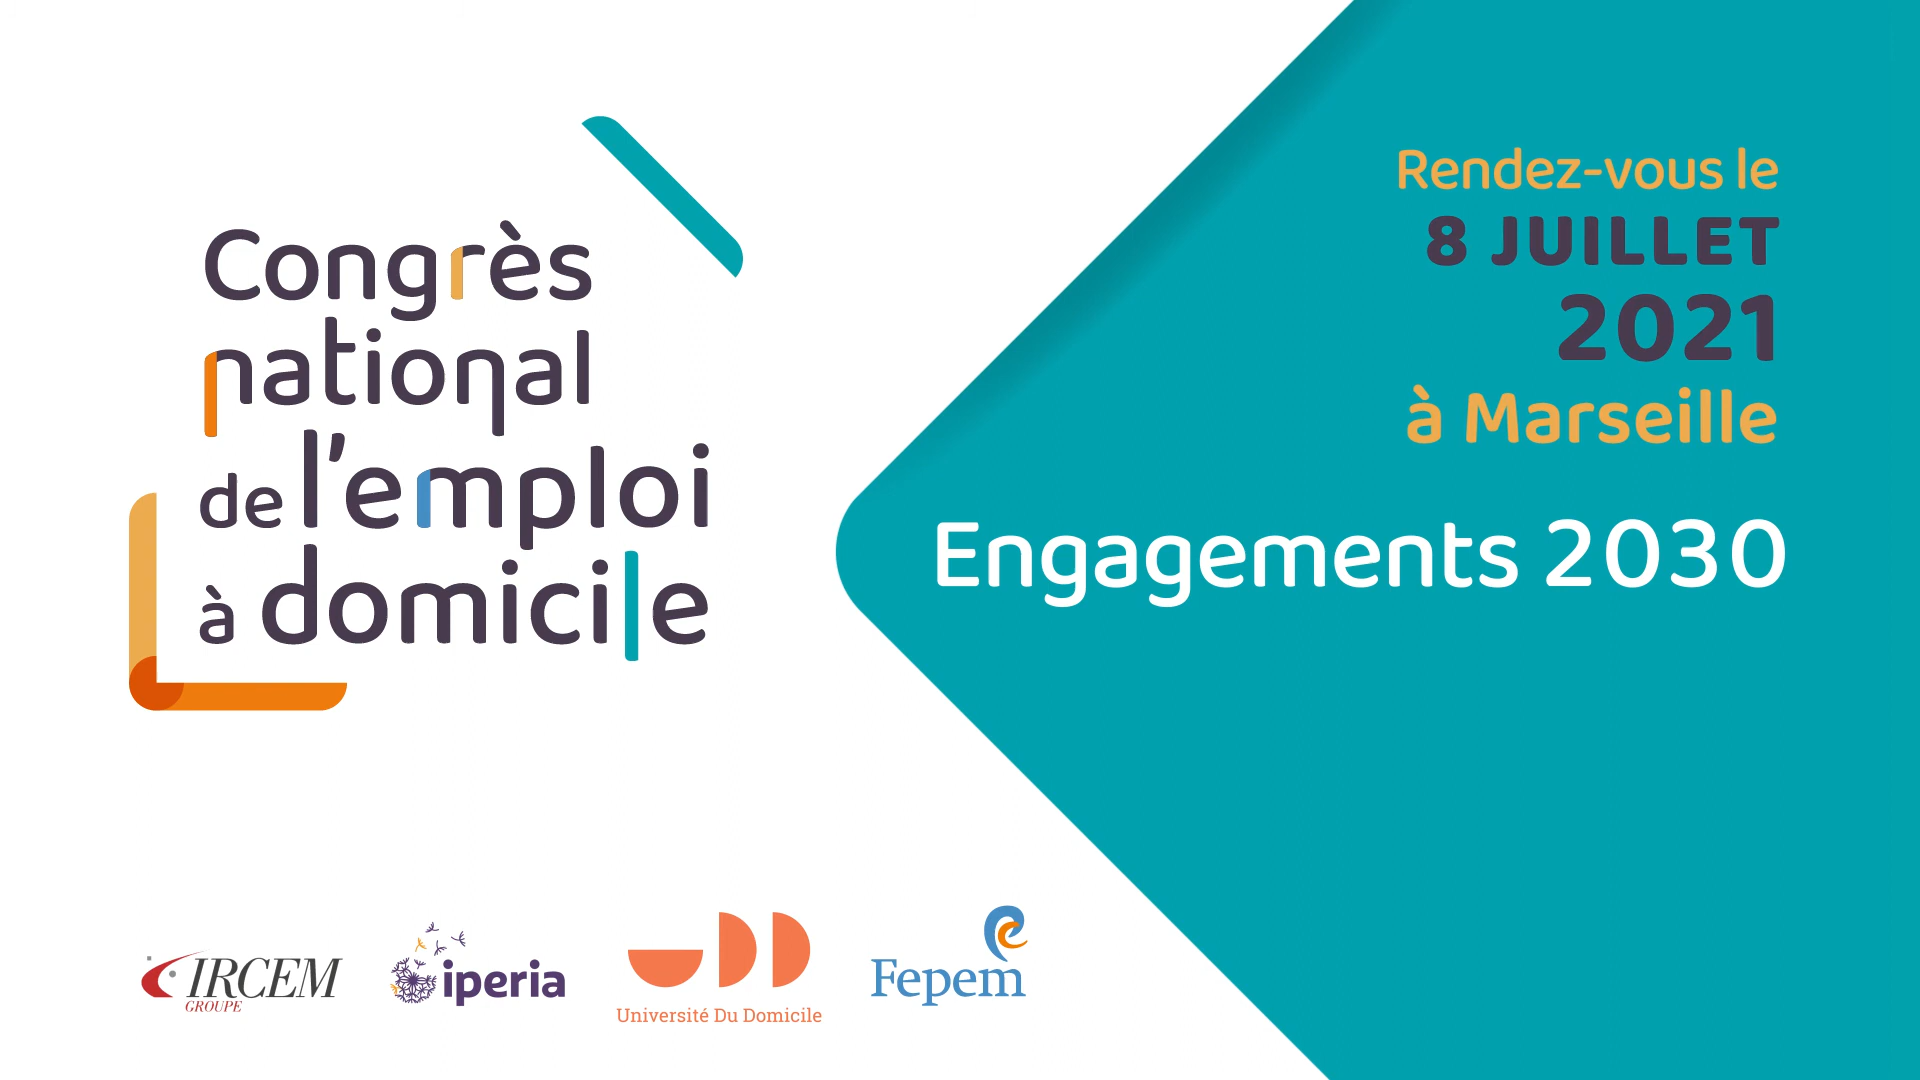 Congrès
national
de l’emploi
à domicile
Rendez-vous le
8 JUILLET
2021
à Marseille
Engagements 2030
IRCEM
GROUPE
iperia
Université Du Domicile
Fepem